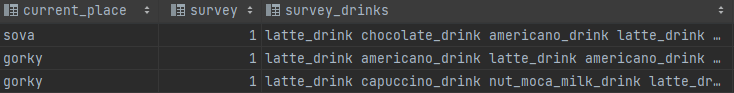 current_place survey survey_drinks
sova 1 latte_drink chocolate_drink americano_drink latte_drink …
gorky 1 latte_drink americano_drink latte_drink americano_drink …
gorky 1 latte_drink capuccino_drink nut_moca_milk_drink latte_dr…